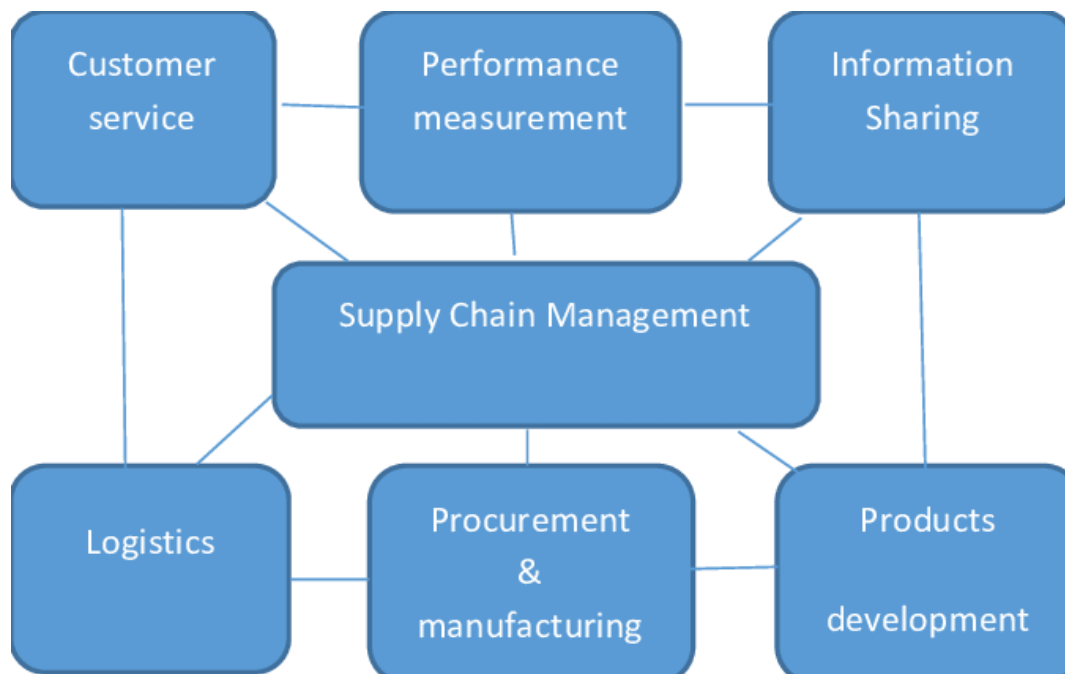 Customer
service
Performance
measurement
Information
Sharing
Supply Chain Management
Logistics
Procurement
&
manufacturing
Products
development